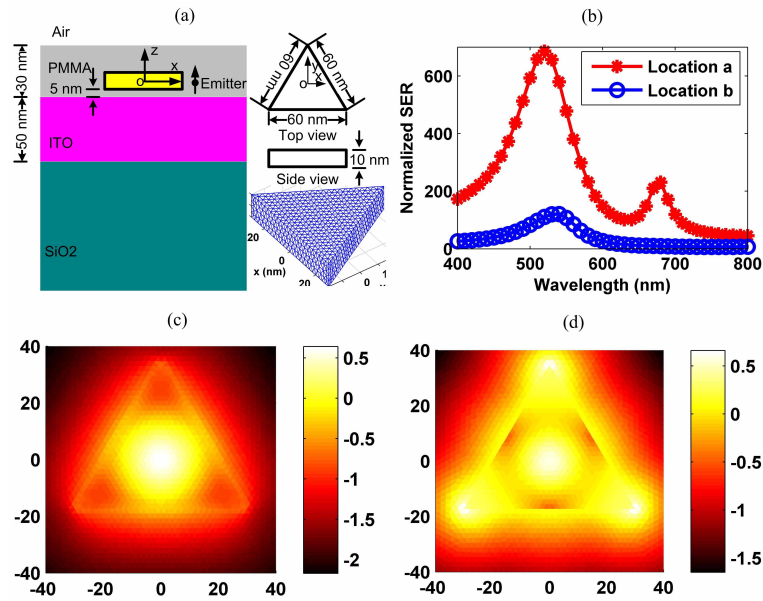 (a)
Air
z
x
PMMA
5 nm
o
Emitter
30 nm
50 nm
ITO
SiO2
60 nm
60 nm
y
x
o
60 nm
Top view
10 nm
Side view
20
0
20
x (nm)
0
1
(b)
Normalized SER
600
400
200
0
400
500
600
700
800
Wavelength (nm)
Location a
Location b
(c)
40
20
0
-20
-40
-40
-20
0
20
40
0.5
0
-0.5
-1
-1.5
-2
(d)
40
20
0
-20
-40
-40
-20
0
20
40
0.5
0
-0.5
-1
-1.5